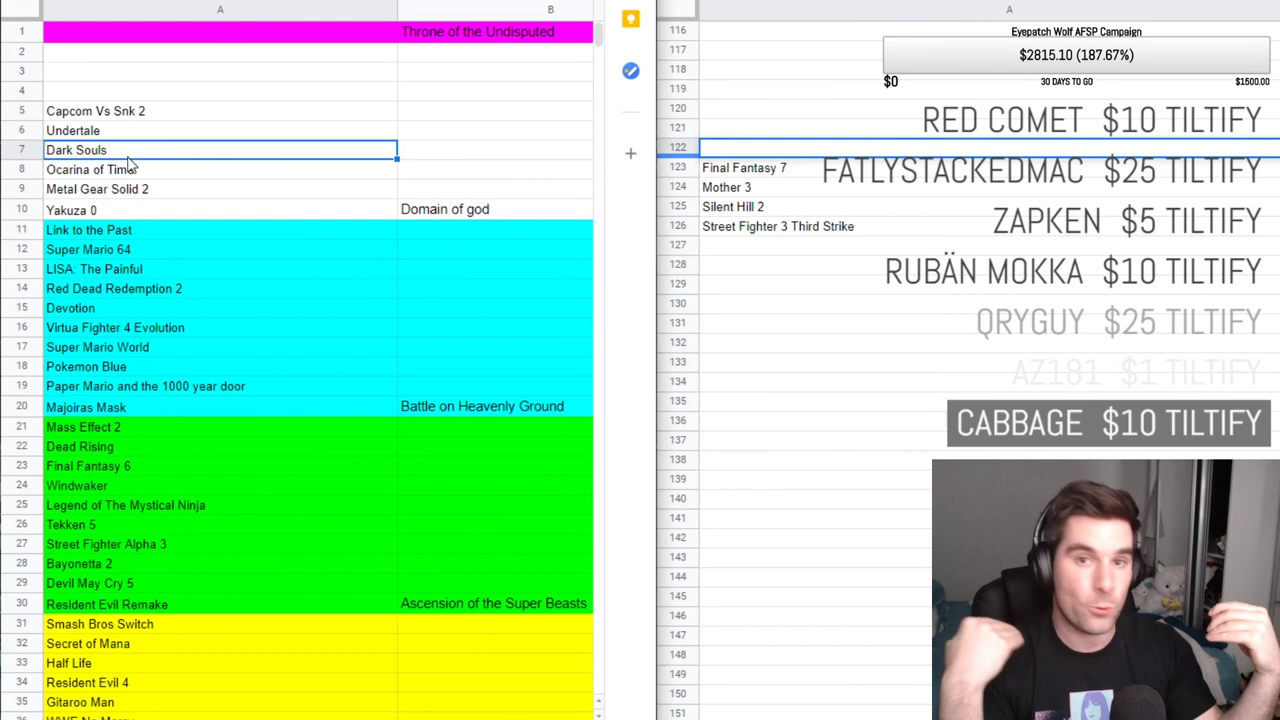 A
B
1 Throne of the Undisputed
2
3
4
5 Capcom Vs Snk 2
6 Undertale
7 Dark Souls
8 Ocarina of Time
9 Metal Gear Solid 2
10 Yakuza 0 Domain of god
11 Link to the Past
12 Super Mario 64
13 LISA: The Painful
14 Red Dead Redemption 2
15 Devotion
16 Virtua Fighter 4 Evolution
17 Super Mario World
18 Pokemon Blue
19 Paper Mario and the 1000 year door
20 Majoiras Mask Battle on Heavenly Ground
21 Mass Effect 2
22 Dead Rising
23 Final Fantasy 6
24 Windwaker
25 Legend of The Mystical Ninja
26 Tekken 5
27 Street Fighter Alpha 3
28 Bayonetta 2
29 Devil May Cry 5
30 Resident Evil Remake Ascension of the Super Beasts
31 Smash Bros Switch
32 Secret of Mana
33 Half Life
34 Resident Evil 4
35 Gitaroo Man
A
116
117
118
119
120
121
122
123 Final Fantasy 7
124 Mother 3
125 Silent Hill 2
126 Street Fighter 3 Third Strike
127
128
129
130
131
132
133
134
135
136
137
138
139
140
141
142
143
144
145
146
147
148
149
150
151
Eyepatch Wolf AFSP Campaign
$2815.10 (187.67%)
$0 30 DAYS TO GO $1500.00
RED COMET $10 TILTIFY
FATLYSTACKEDMAC $25 TILTIFY
ZAPKEN $5 TILTIFY
RUBÄN MOKKA $10 TILTIFY
QRYGUY $25 TILTIFY
AZ181 $1 TILTIFY
CABBAGE $10 TILTIFY